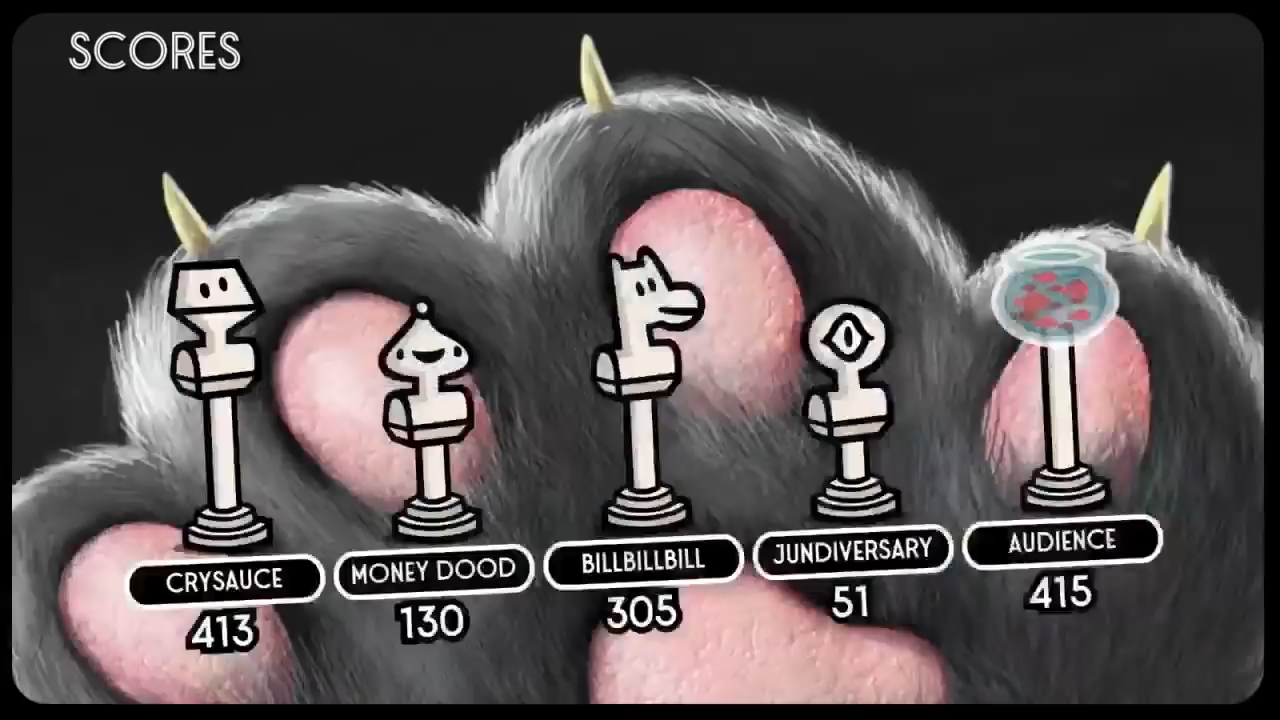 SCORES
CRYSAUCE
413
MONEY DOOD
130
BILLBILLBILL
305
JUNDIVERSARY
51
AUDIENCE
415